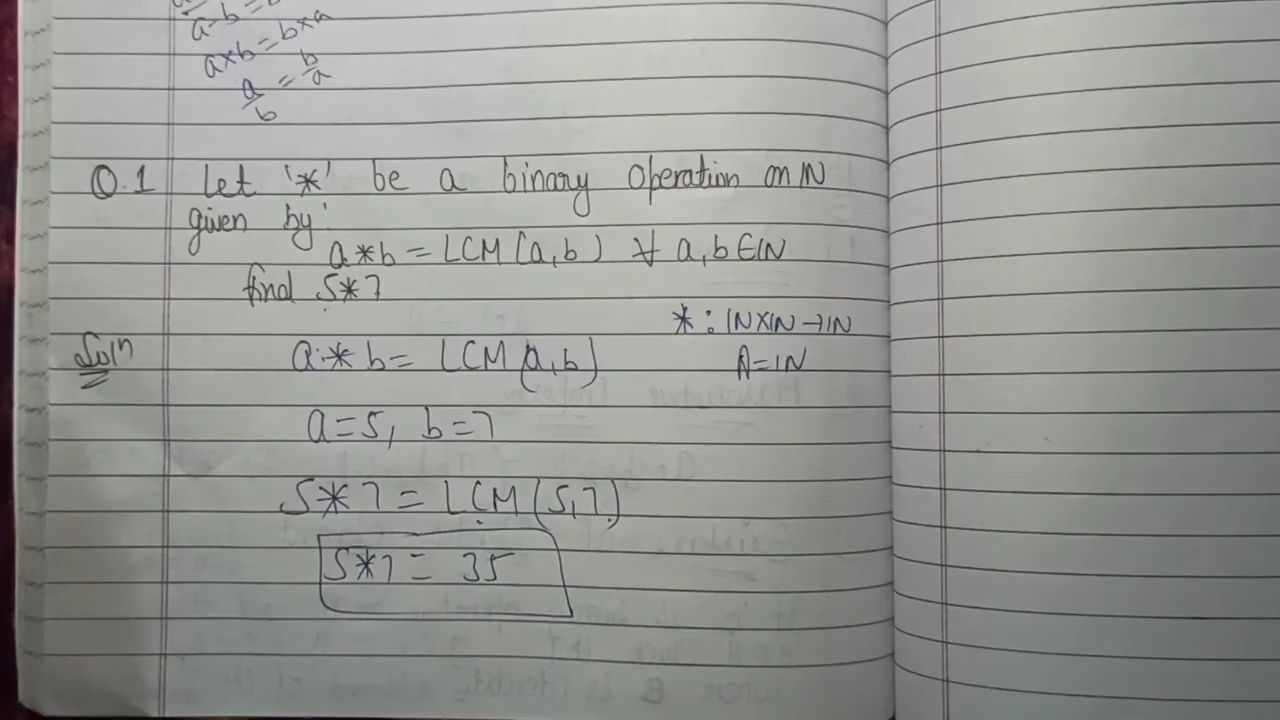 a-b=
a×b=b×a
a/b = b/a
Q.1 Let '*' be a binary operation on IN
given by:
a*b = LCM(a,b) ∀ a,b∈IN
find 5*7
*: IN×IN→IN
Soln a*b = LCM(a,b)
A=IN
a=5, b=7
5*7 = LCM(5,7)
5*7 = 35